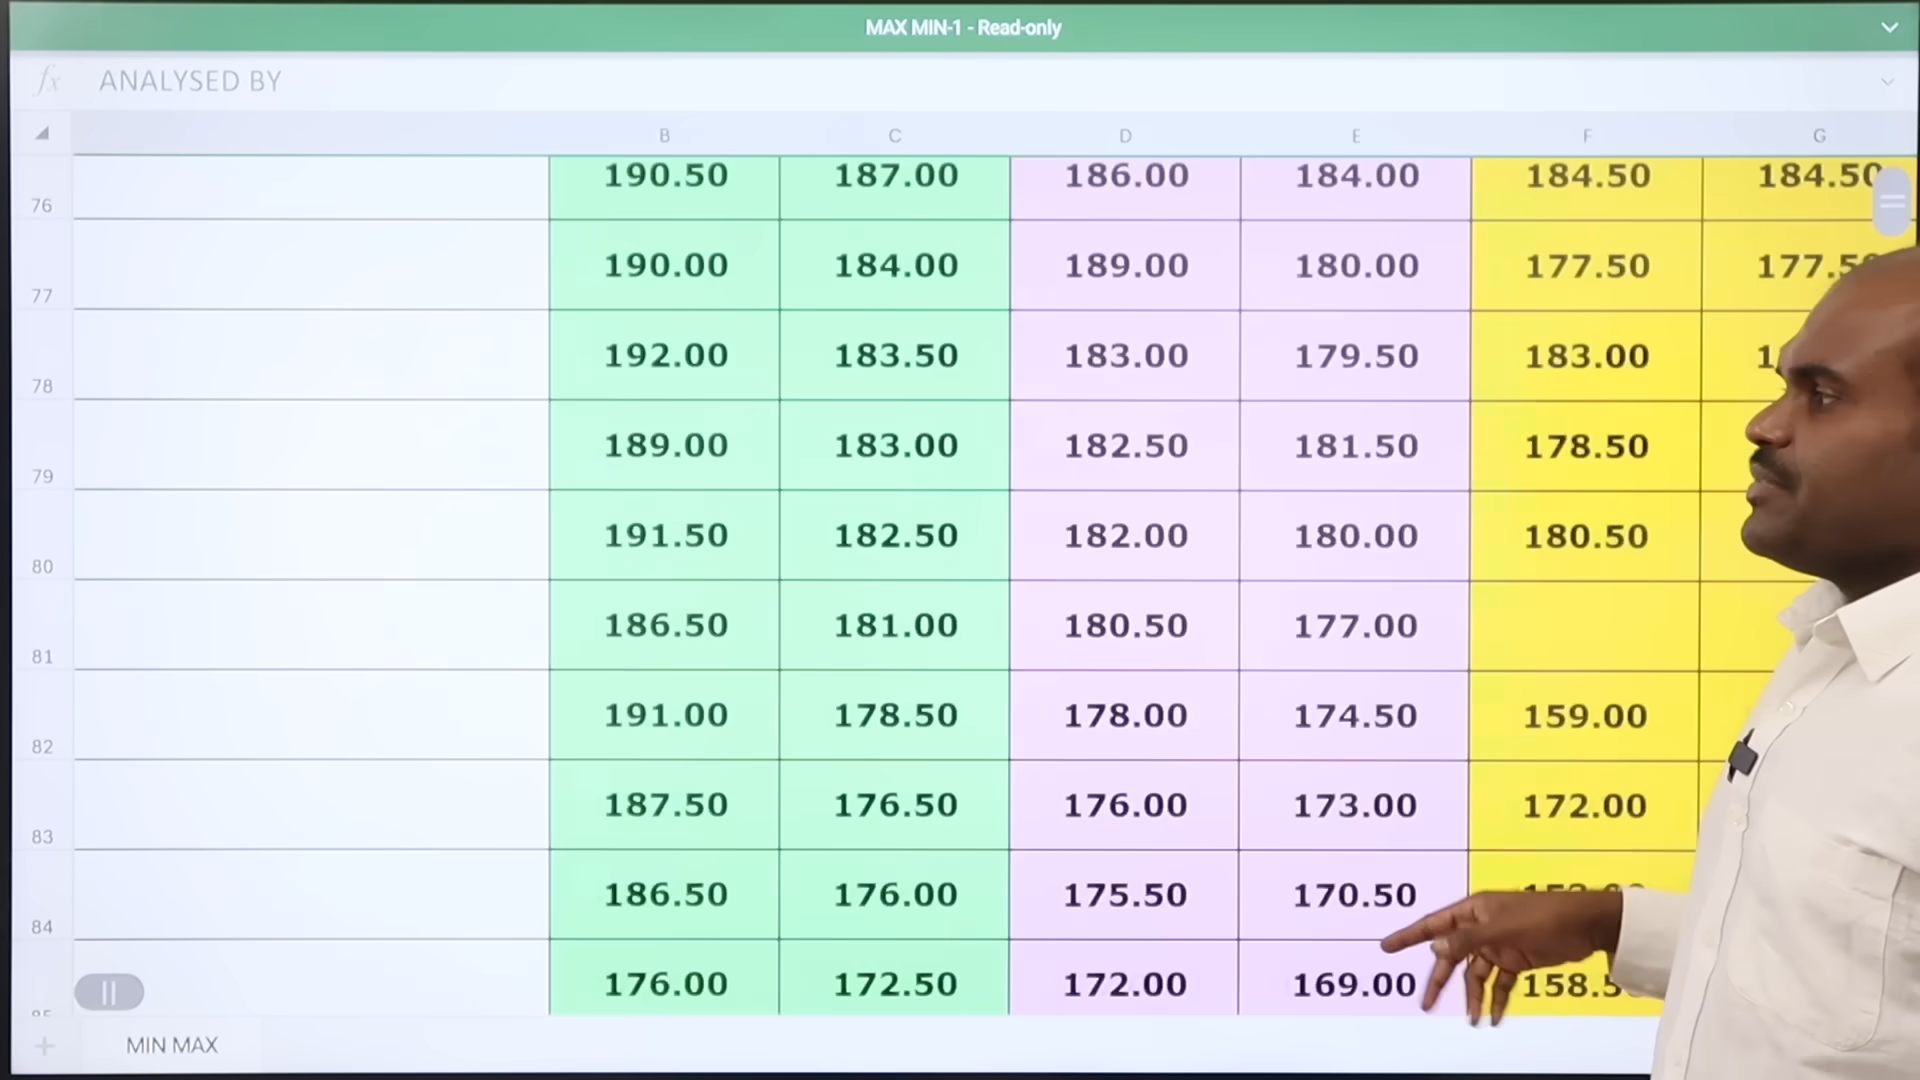 MAX MIN-1 - Read-only
fx ANALYSED BY
B C D E F G
76 190.50 187.00 186.00 184.00 184.50 184.50
77 190.00 184.00 189.00 180.00 177.50
78 192.00 183.50 183.00 179.50 183.00
79 189.00 183.00 182.50 181.50 178.50
80 191.50 182.50 182.00 180.00 180.50
81 186.50 181.00 180.50 177.00
82 191.00 178.50 178.00 174.50 159.00
83 187.50 176.50 176.00 173.00 172.00
84 186.50 176.00 175.50 170.50
176.00 172.50 172.00 169.00
MIN MAX